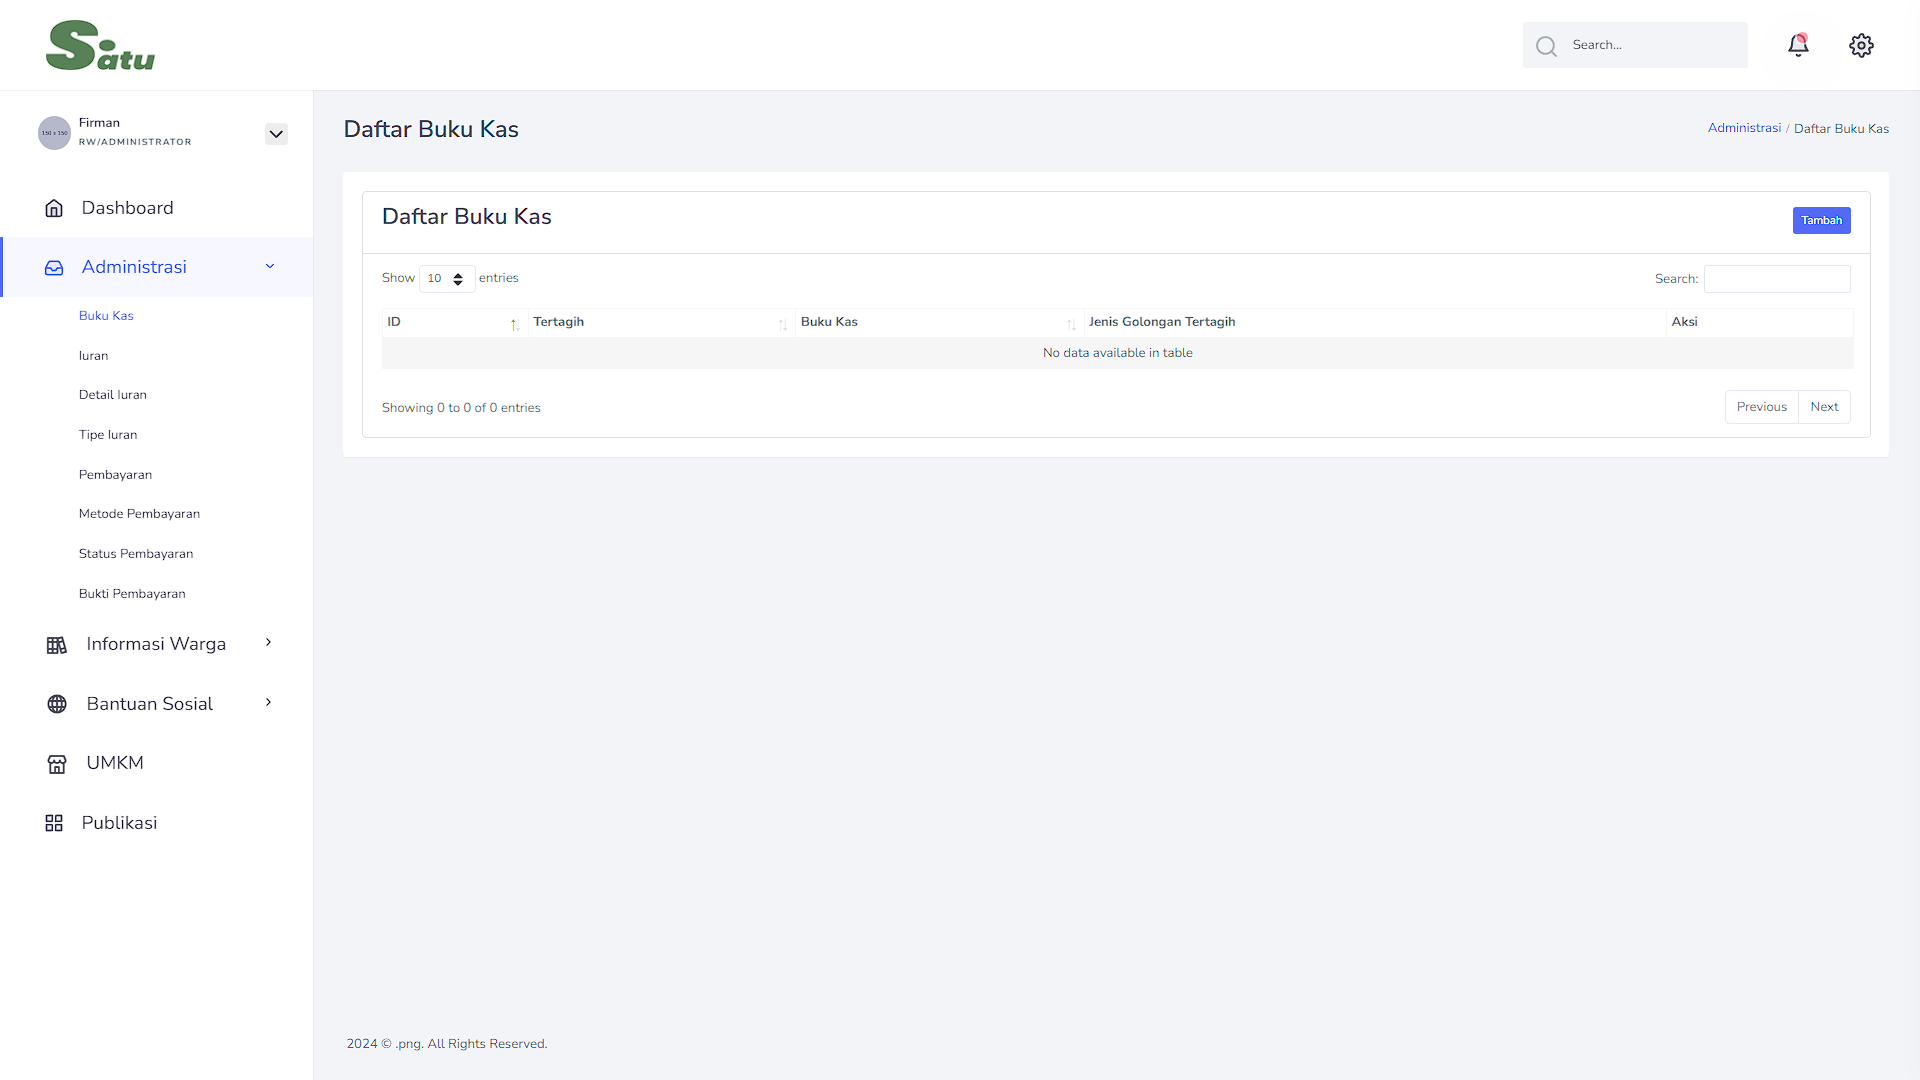 Satu
Search...
150 x 150
Firman
RW/ADMINISTRATOR
Dashboard
Administrasi
Buku Kas
Iuran
Detail Iuran
Tipe Iuran
Pembayaran
Metode Pembayaran
Status Pembayaran
Bukti Pembayaran
Informasi Warga
Bantuan Sosial
UMKM
Publikasi
Daftar Buku Kas
Administrasi / Daftar Buku Kas
Daftar Buku Kas
Tambah
Show 10 entries
Search:
ID Tertagih Buku Kas Jenis Golongan Tertagih Aksi
No data available in table
Showing 0 to 0 of 0 entries
Previous Next
2024 © .png. All Rights Reserved.